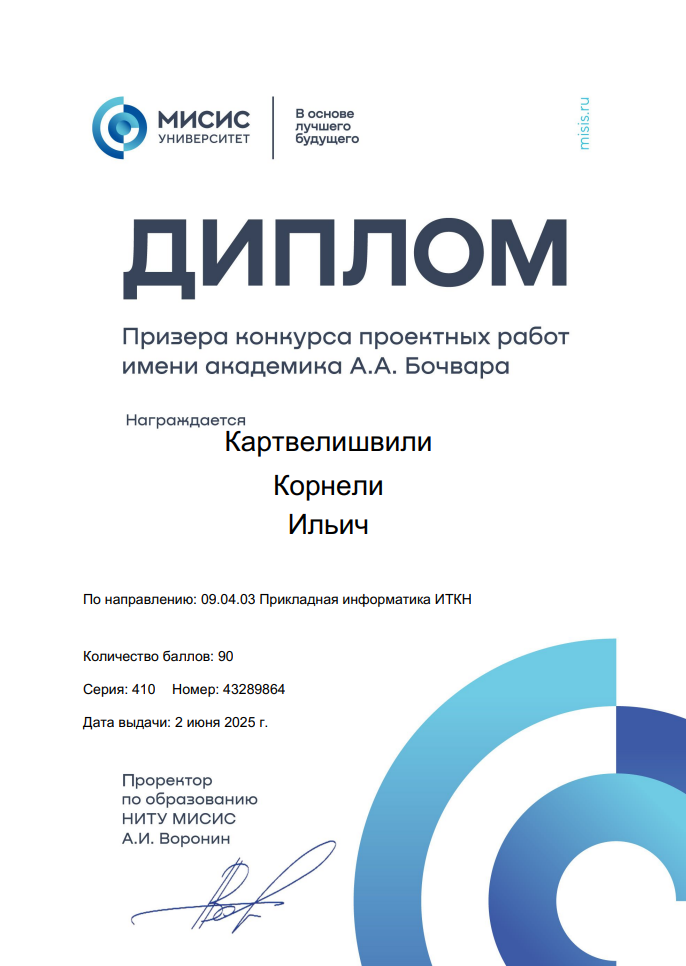 МИСИС
УНИВЕРСИТЕТ
В основе
лучшего
будущего
misis.ru
ДИПЛОМ
Призера конкурса проектных работ
имени академика А.А. Бочвара
Награждается
Картвелишвили
Корнели
Ильич
По направлению: 09.04.03 Прикладная информатика ИТКН
Количество баллов: 90
Серия: 410 Номер: 43289864
Дата выдачи: 2 июня 2025 г.
Проректор
по образованию
НИТУ МИСИС
А.И. Воронин